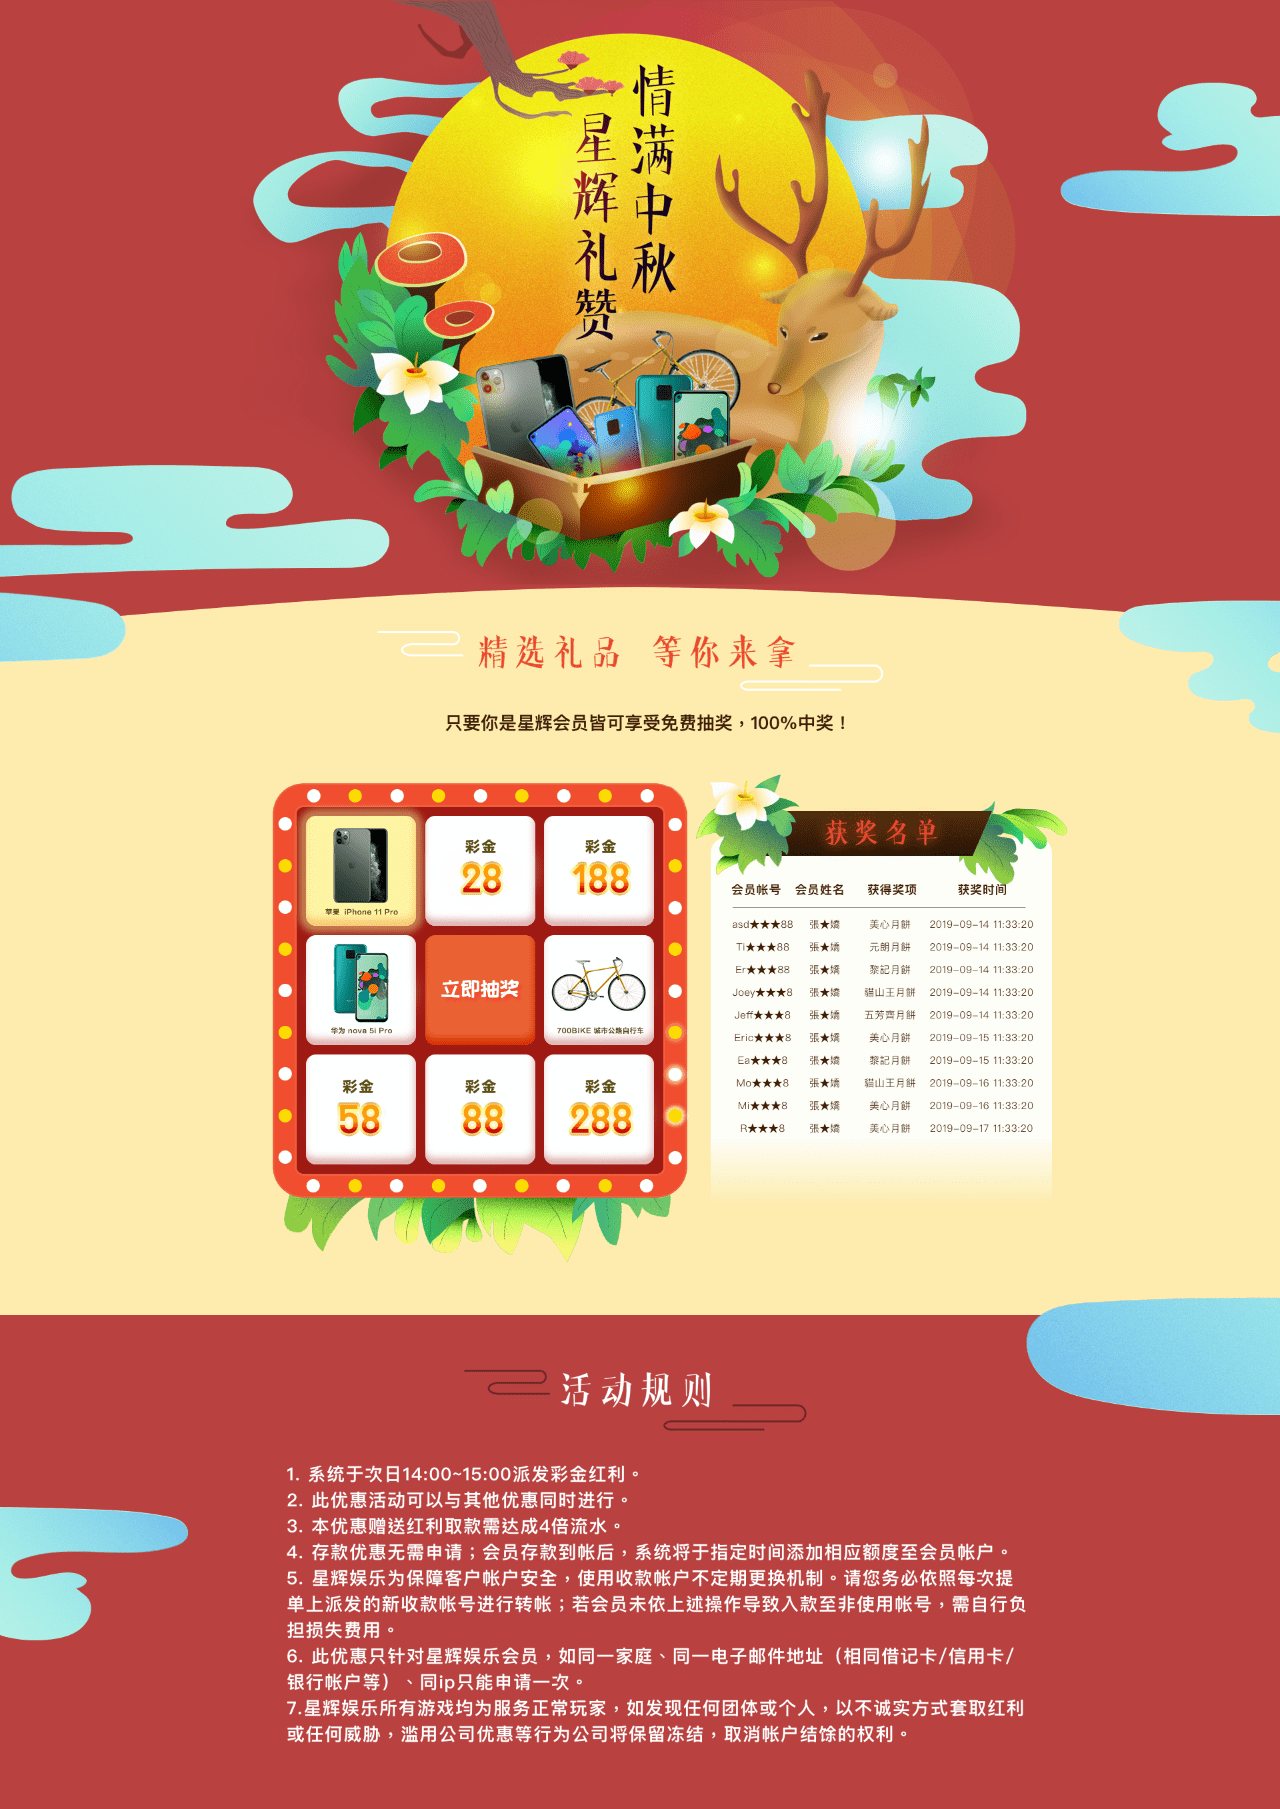 情满中秋
星辉礼赞
精选礼品 等你来拿
只要你是星辉会员皆可享受免费抽奖，100%中奖！
苹果 iPhone 11 Pro
彩金
28
彩金
188
华为 nova 5i Pro
立即抽奖
700BIKE 城市公路自行车
彩金
58
彩金
88
彩金
288
获奖名单
会员帐号 会员姓名 获得奖项 获奖时间
asd★★★88 張★嬌 美心月餅 2019-09-14 11:33:20
Ti★★★88 張★嬌 元朗月餅 2019-09-14 11:33:20
Er★★★88 張★嬌 黎記月餅 2019-09-14 11:33:20
Joey★★★8 張★嬌 貓山王月餅 2019-09-14 11:33:20
Jeff★★★8 張★嬌 五芳齋月餅 2019-09-14 11:33:20
Eric★★★8 張★嬌 美心月餅 2019-09-15 11:33:20
Ea★★★8 張★嬌 黎記月餅 2019-09-15 11:33:20
Mo★★★8 張★嬌 貓山王月餅 2019-09-16 11:33:20
Mi★★★8 張★嬌 美心月餅 2019-09-16 11:33:20
R★★★8 張★嬌 美心月餅 2019-09-17 11:33:20
活动规则
1. 系统于次日14:00~15:00派发彩金红利。
2. 此优惠活动可以与其他优惠同时进行。
3. 本优惠赠送红利取款需达成4倍流水。
4. 存款优惠无需申请；会员存款到帐后，系统将于指定时间添加相应额度至会员帐户。
5. 星辉娱乐为保障客户帐户安全，使用收款帐户不定期更换机制。请您务必依照每次提
单上派发的新收款帐号进行转帐；若会员未依上述操作导致入款至非使用帐号，需自行负
担损失费用。
6. 此优惠只针对星辉娱乐会员，如同一家庭、同一电子邮件地址（相同借记卡/信用卡/
银行帐户等）、同ip只能申请一次。
7.星辉娱乐所有游戏均为服务正常玩家，如发现任何团体或个人，以不诚实方式套取红利
或任何威胁，滥用公司优惠等行为公司将保留冻结，取消帐户结馀的权利。